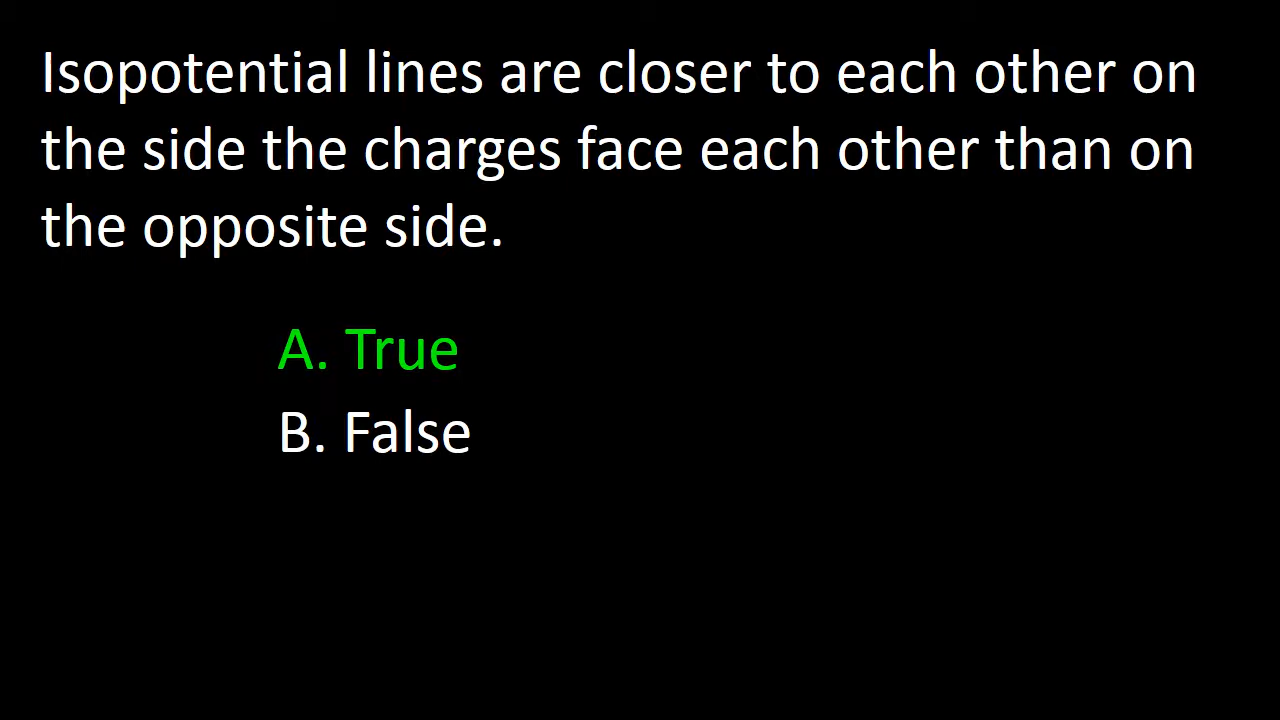 Isopotential lines are closer to each other on
the side the charges face each other than on
the opposite side.
A. True
B. False